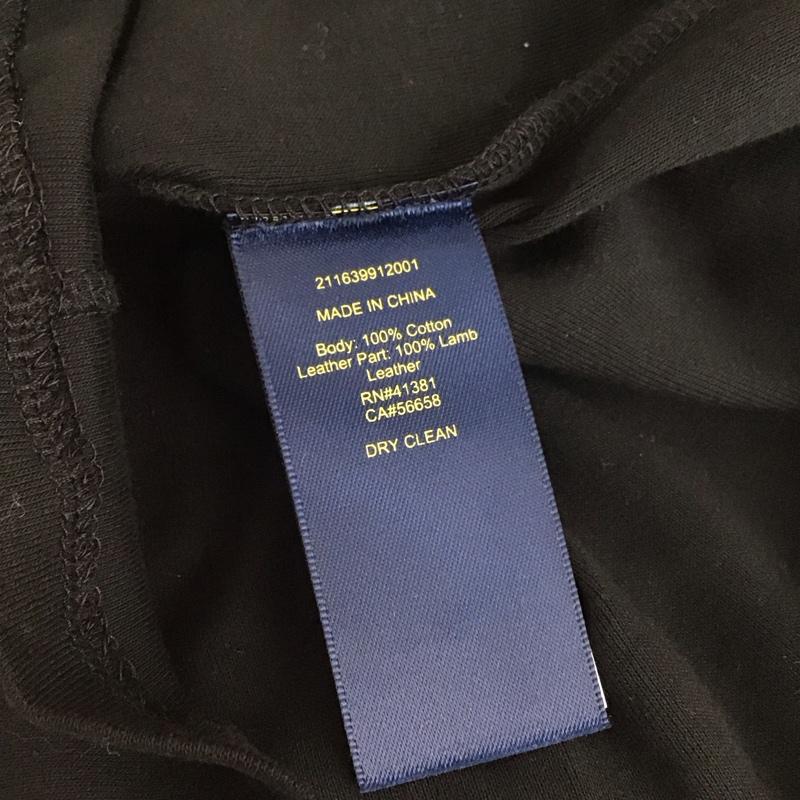 211639912001
MADE IN CHINA
Body: 100% Cotton
Leather Part: 100% Lamb
Leather
RN#41381
CA#56658
DRY CLEAN